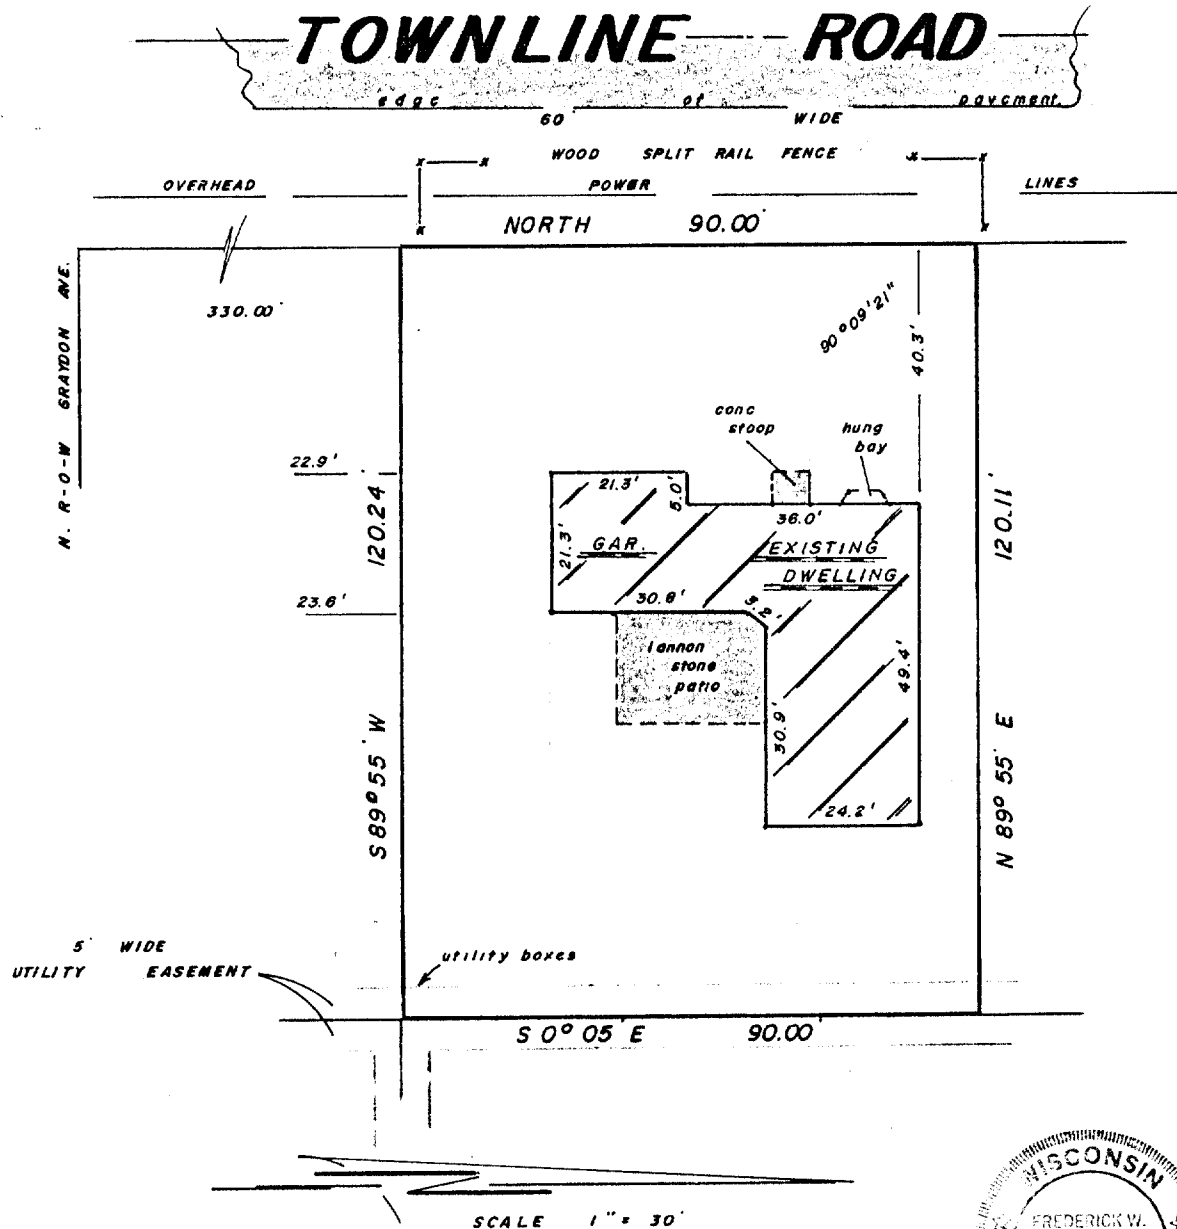 TOWNLINE ROAD
edge of pavement
60' WIDE
WOOD SPLIT RAIL FENCE
OVERHEAD POWER LINES
NORTH 90.00'
N. R-O-W GRAYDON AVE.
330.00'
90°09'21"
40.3'
conc
stoop
hung
bay
22.9'
21.3'
5.0'
36.0'
120.24
120.11'
21.3'
GAR.
EXISTING
DWELLING
23.6'
30.8'
3.2'
lannon
stone
patio
49.4'
30.9'
S 89° 55' W
N 89° 55' E
24.2'
5' WIDE
UTILITY EASEMENT
utility boxes
S 0° 05' E 90.00'
SCALE 1" = 30'
WISCONSIN
FREDERICK W.